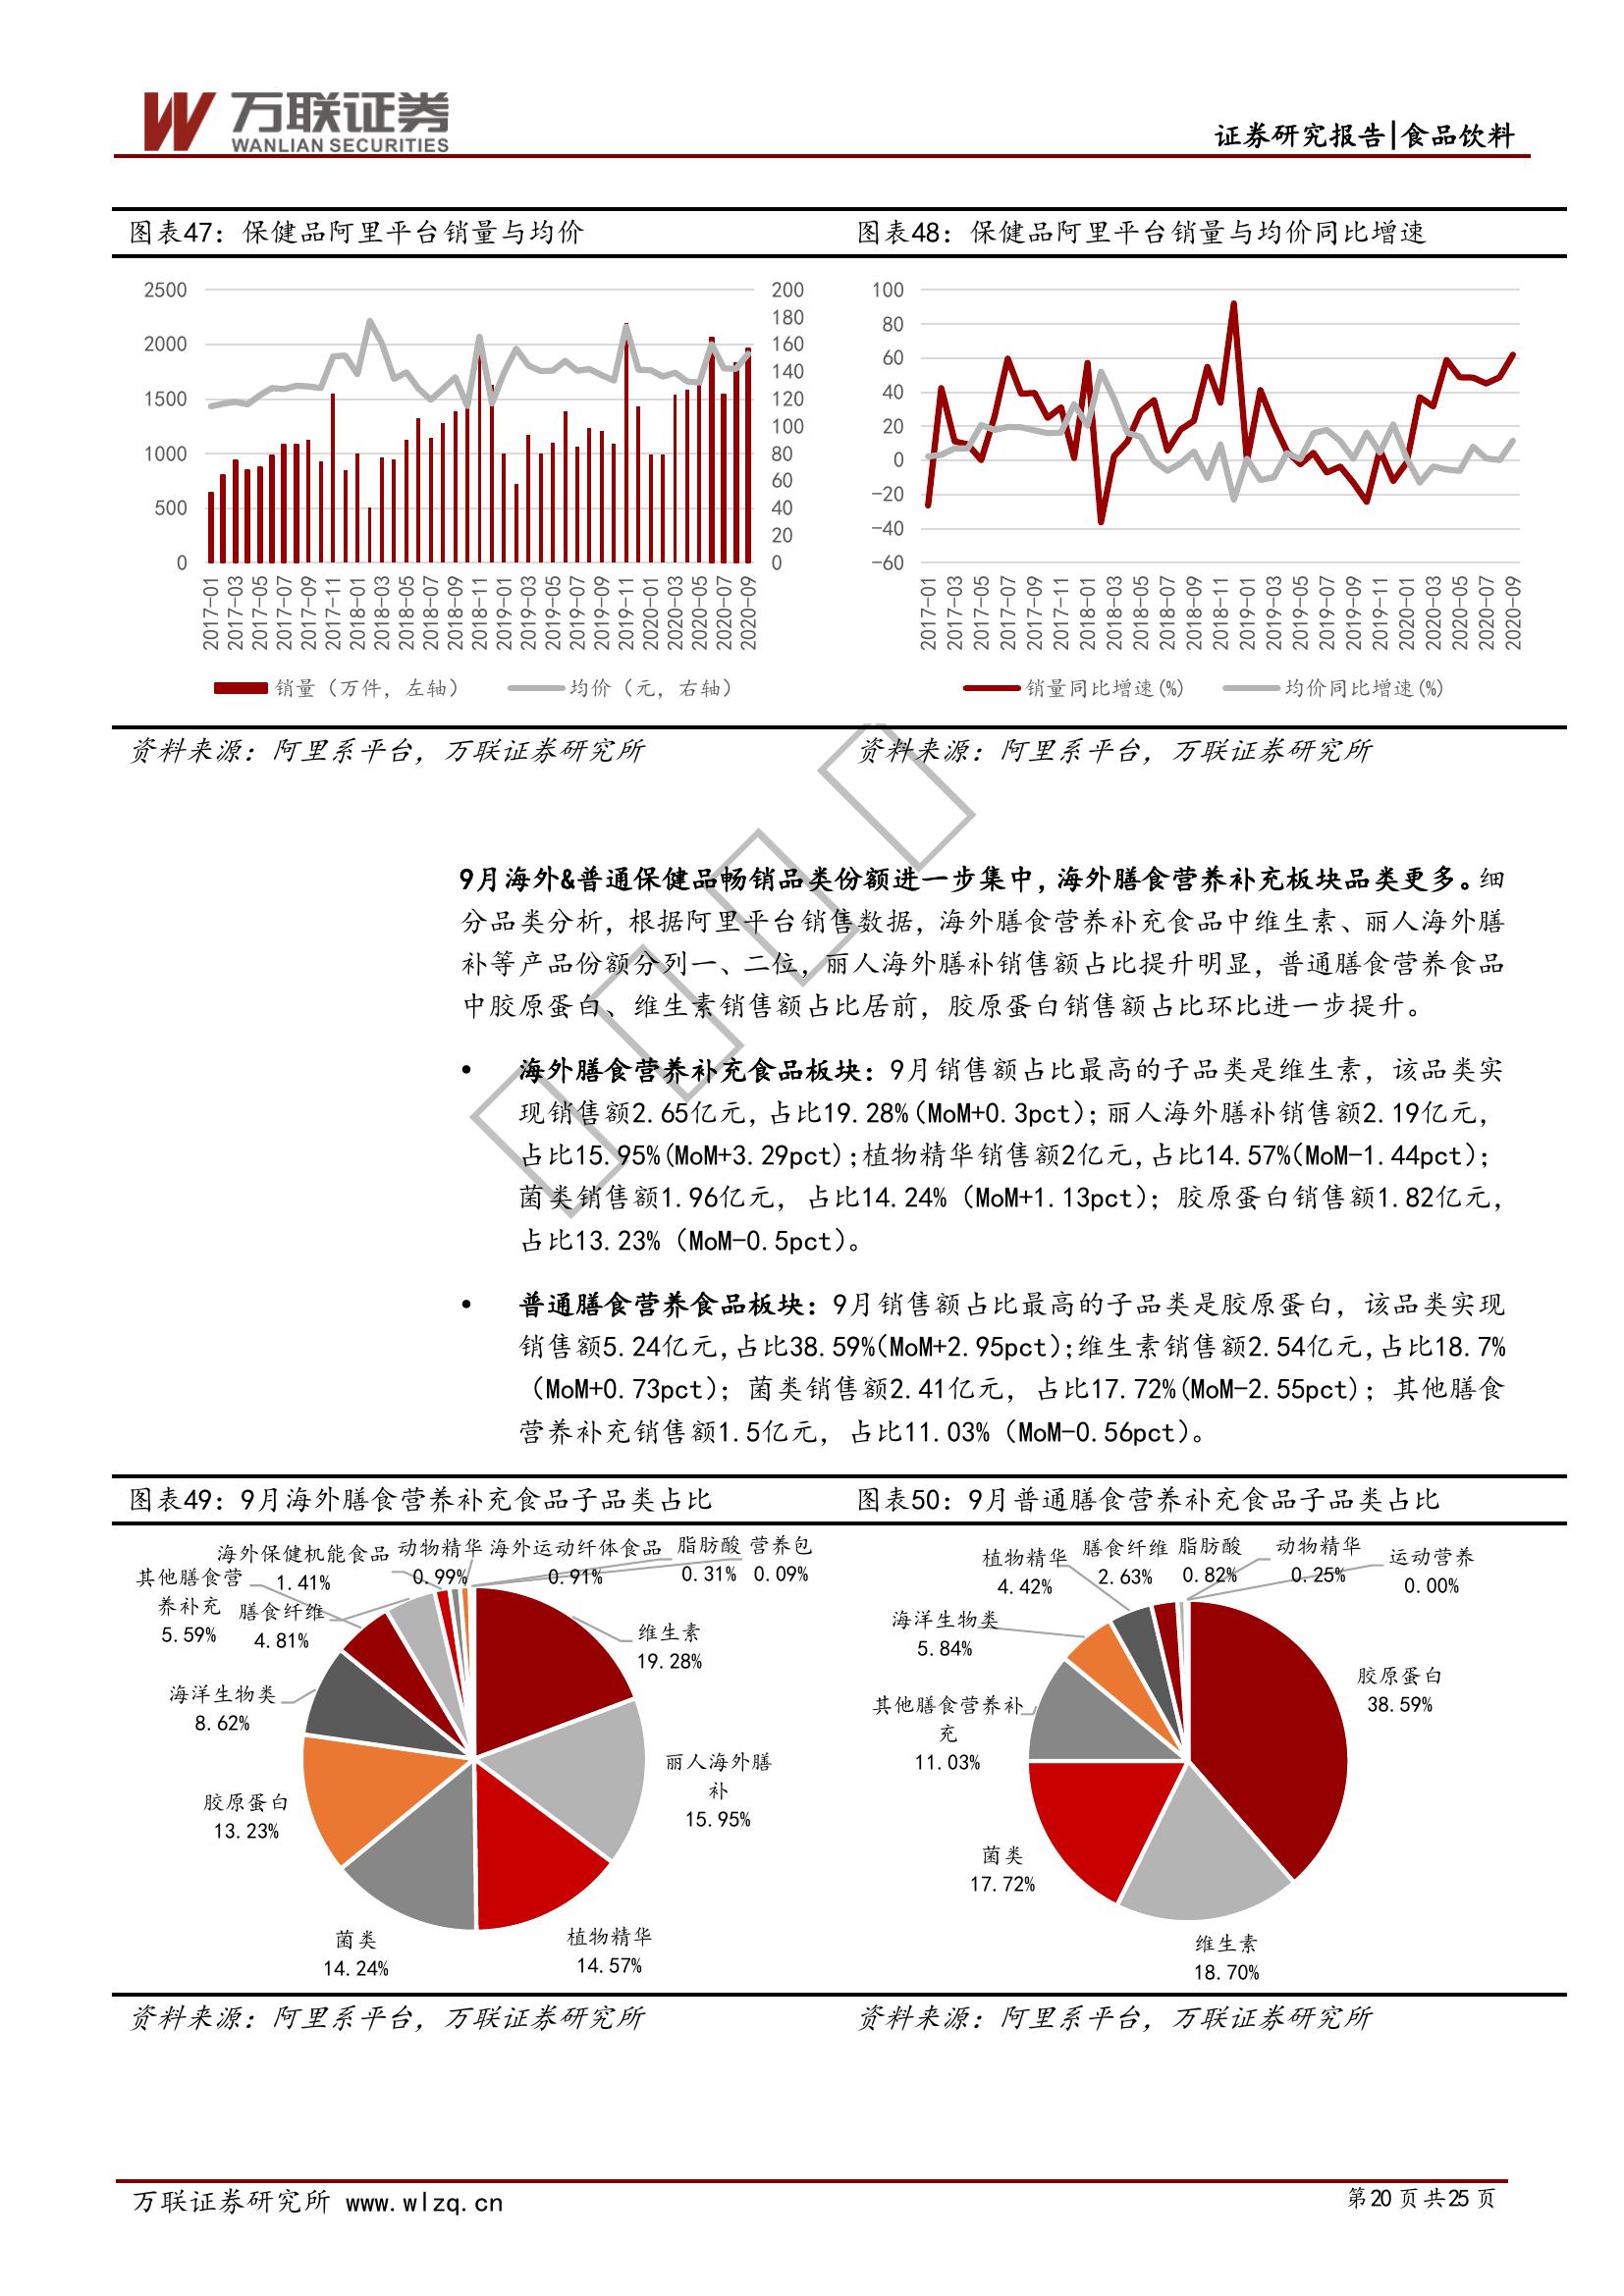 万联证券
WANLIAN SECURITIES
证券研究报告|食品饮料
图表47：保健品阿里平台销量与均价
2500
2000
1500
1000
500
0
200
180
160
140
120
100
80
60
40
20
0
2017-01
2017-03
2017-05
2017-07
2017-09
2017-11
2018-01
2018-03
2018-05
2018-07
2018-09
2018-11
2019-01
2019-03
2019-05
2019-07
2019-09
2019-11
2020-01
2020-03
2020-05
2020-07
2020-09
销量（万件，左轴）
均价（元，右轴）
资料来源：阿里系平台，万联证券研究所
图表48：保健品阿里平台销量与均价同比增速
100
80
60
40
20
0
-20
-40
-60
2017-01
2017-03
2017-05
2017-07
2017-09
2017-11
2018-01
2018-03
2018-05
2018-07
2018-09
2018-11
2019-01
2019-03
2019-05
2019-07
2019-09
2019-11
2020-01
2020-03
2020-05
2020-07
2020-09
销量同比增速(%)
均价同比增速(%)
资料来源：阿里系平台，万联证券研究所
9月海外&普通保健品畅销品类份额进一步集中，海外膳食营养补充板块品类更多。细
分品类分析，根据阿里平台销售数据，海外膳食营养补充食品中维生素、丽人海外膳
补等产品份额分列一、二位，丽人海外膳补销售额占比提升明显，普通膳食营养食品
中胶原蛋白、维生素销售额占比居前，胶原蛋白销售额占比环比进一步提升。
• 海外膳食营养补充食品板块：9月销售额占比最高的子品类是维生素，该品类实
现销售额2.65亿元，占比19.28%(MoM+0.3pct)；丽人海外膳补销售额2.19亿元，
占比15.95%(MoM+3.29pct)；植物精华销售额2亿元，占比14.57%(MoM-1.44pct)；
菌类销售额1.96亿元，占比14.24%（MoM+1.13pct)；胶原蛋白销售额1.82亿元，
占比13.23%（MoM-0.5pct)。
• 普通膳食营养食品板块：9月销售额占比最高的子品类是胶原蛋白，该品类实现
销售额5.24亿元，占比38.59%(MoM+2.95pct)；维生素销售额2.54亿元，占比18.7%
（MoM+0.73pct)；菌类销售额2.41亿元，占比17.72%(MoM-2.55pct)；其他膳食
营养补充销售额1.5亿元，占比11.03%（MoM-0.56pct)。
图表49：9月海外膳食营养补充食品子品类占比
海外保健机能食品
1.41%
动物精华
0.99%
海外运动纤体食品
0.91%
脂肪酸
0.31%
营养包
0.09%
其他膳食营
养补充
5.59%
膳食纤维
4.81%
维生素
19.28%
海洋生物类
8.62%
丽人海外膳
补
15.95%
胶原蛋白
13.23%
菌类
14.24%
植物精华
14.57%
资料来源：阿里系平台，万联证券研究所
图表50：9月普通膳食营养补充食品子品类占比
植物精华
4.42%
膳食纤维
2.63%
脂肪酸
0.82%
动物精华
0.25%
运动营养
0.00%
海洋生物类
5.84%
胶原蛋白
38.59%
其他膳食营养补
充
11.03%
菌类
17.72%
维生素
18.70%
资料来源：阿里系平台，万联证券研究所
万联证券研究所 www.wlzq.cn
第20页共25页